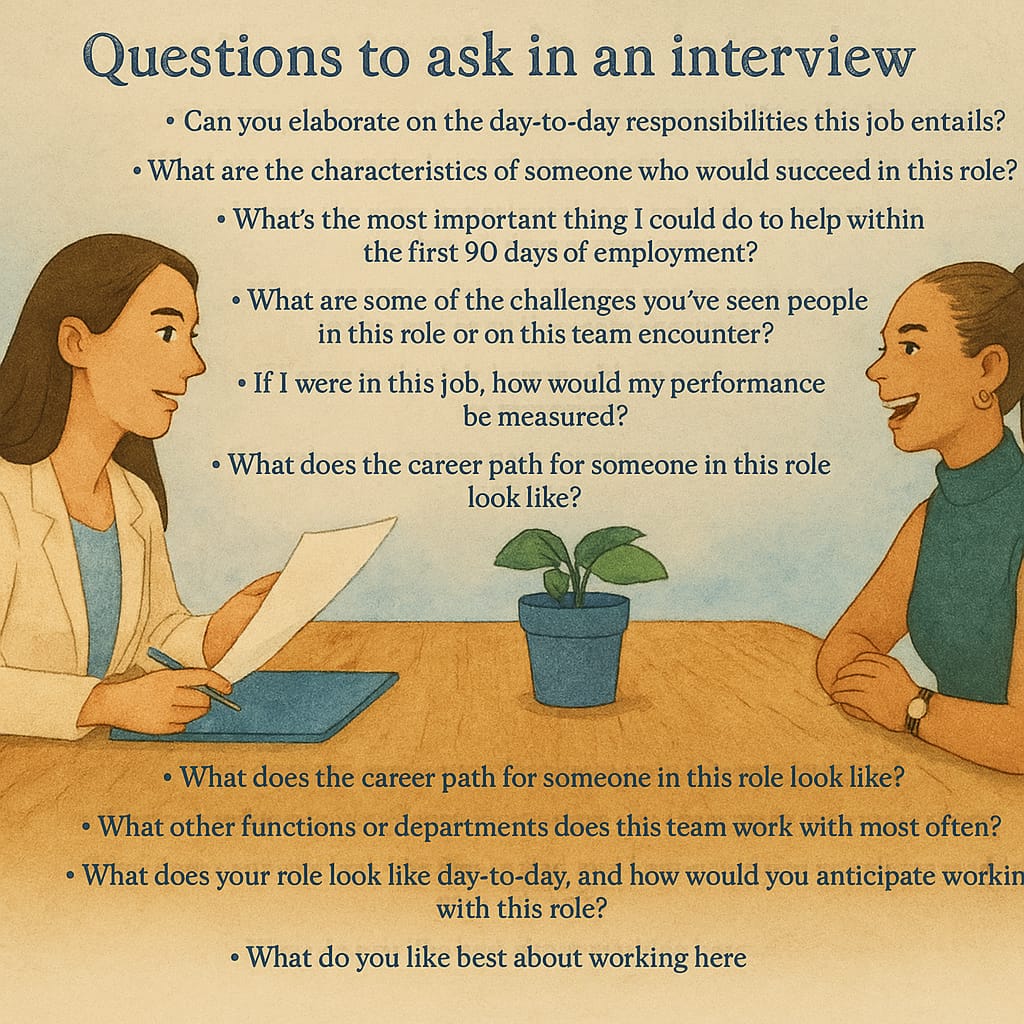 Questions to ask in an interview
• Can you elaborate on the day-to-day responsibilities this job entails?
• What are the characteristics of someone who would succeed in this role?
• What's the most important thing I could do to help within
the first 90 days of employment?
• What are some of the challenges you've seen people
in this role or on this team encounter?
• If I were in this job, how would my performance
be measured?
• What does the career path for someone in this role
look like?
• What does the career path for someone in this role look like?
• What other functions or departments does this team work with most often?
• What does your role look like day-to-day, and how would you anticipate workin
with this role?
• What do you like best about working here